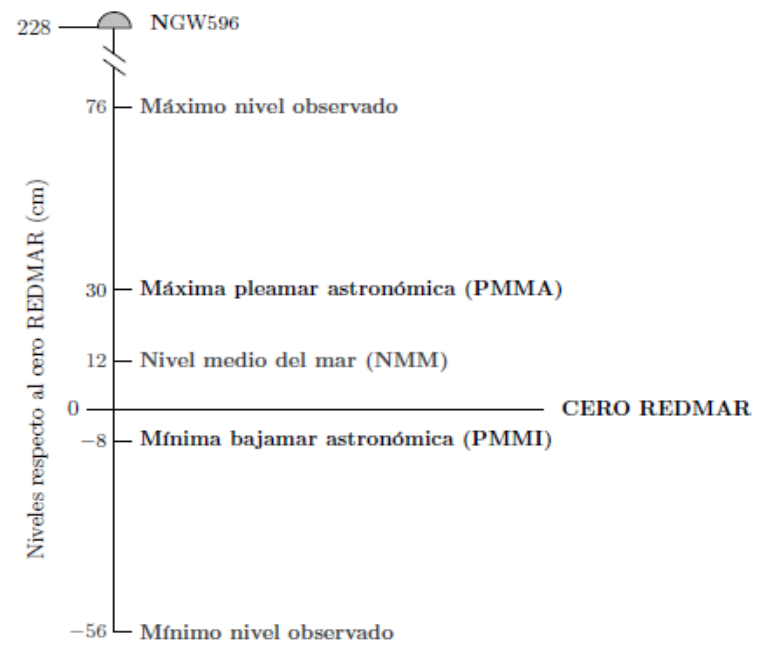 228 NGW596
76 Máximo nivel observado
30 Máxima pleamar astronómica (PMMA)
12 Nivel medio del mar (NMM)
0 CERO REDMAR
−8 Mínima bajamar astronómica (PMMI)
−56 Mínimo nivel observado
Niveles respecto al cero REDMAR (cm)